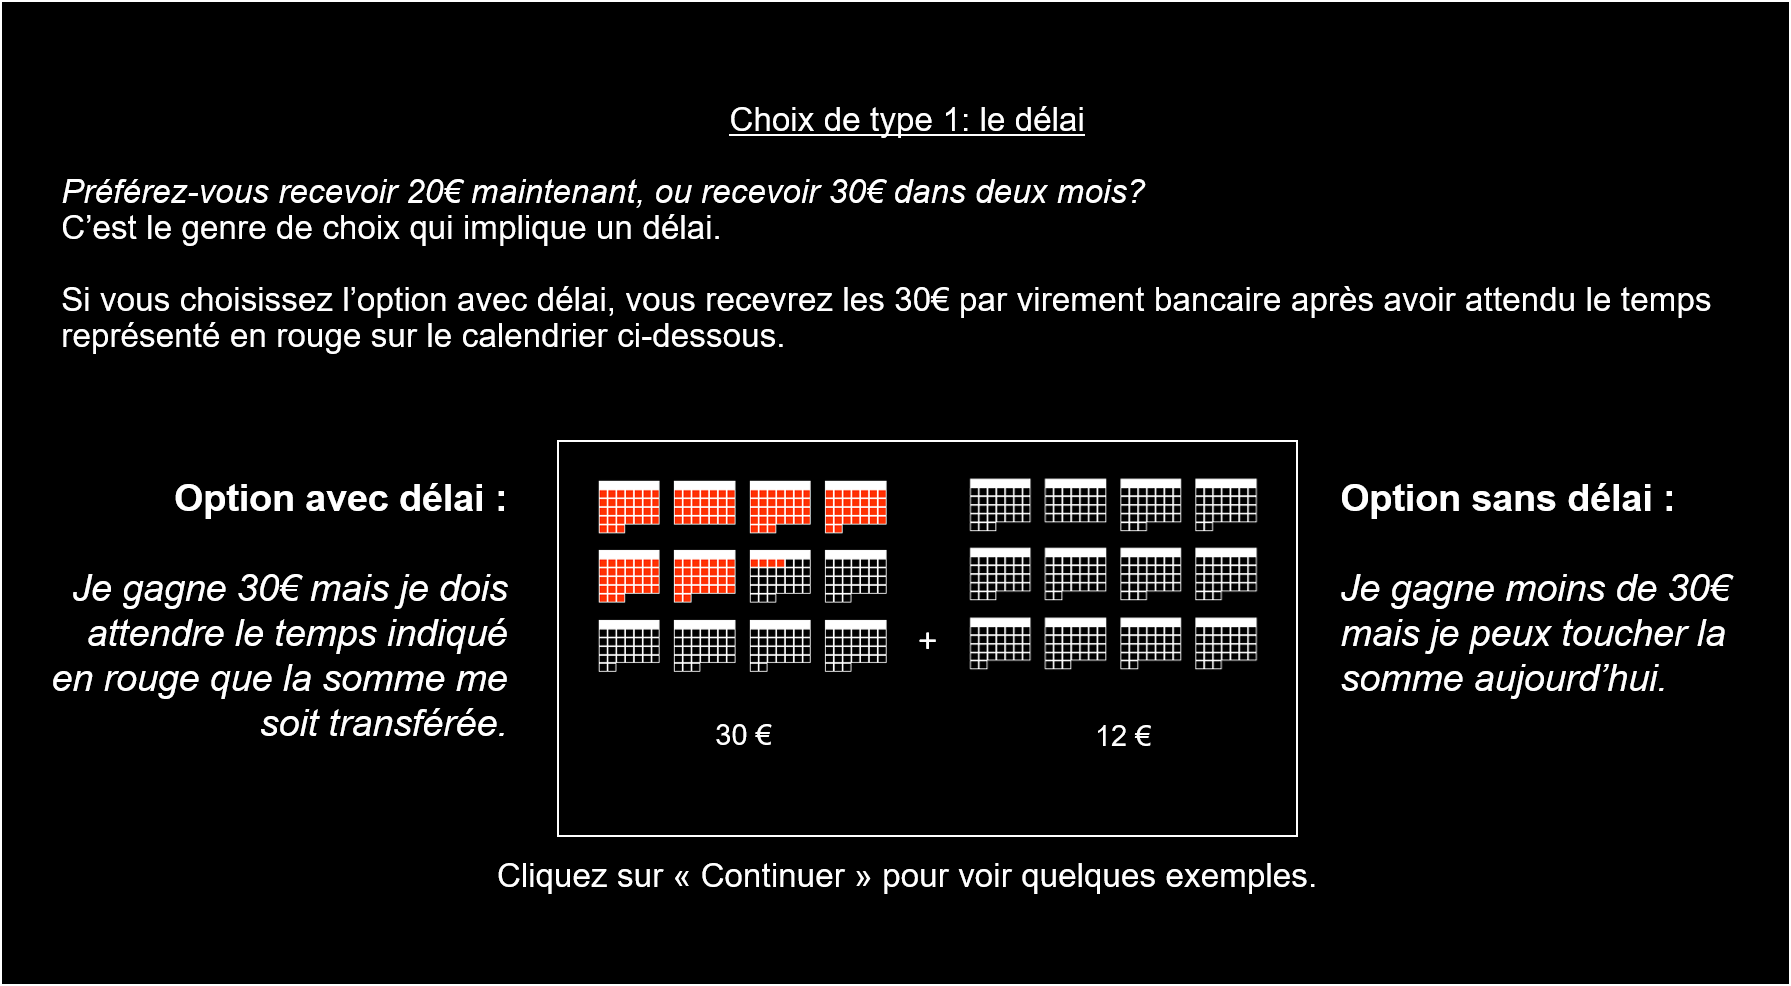 Choix de type 1: le délai
Préférez-vous recevoir 20€ maintenant, ou recevoir 30€ dans deux mois?
C’est le genre de choix qui implique un délai.
Si vous choisissez l’option avec délai, vous recevrez les 30€ par virement bancaire après avoir attendu le temps
représenté en rouge sur le calendrier ci-dessous.
Option avec délai :
Je gagne 30€ mais je dois
attendre le temps indiqué
en rouge que la somme me
soit transférée.
+
30 €
12 €
Option sans délai :
Je gagne moins de 30€
mais je peux toucher la
somme aujourd’hui.
Cliquez sur « Continuer » pour voir quelques exemples.